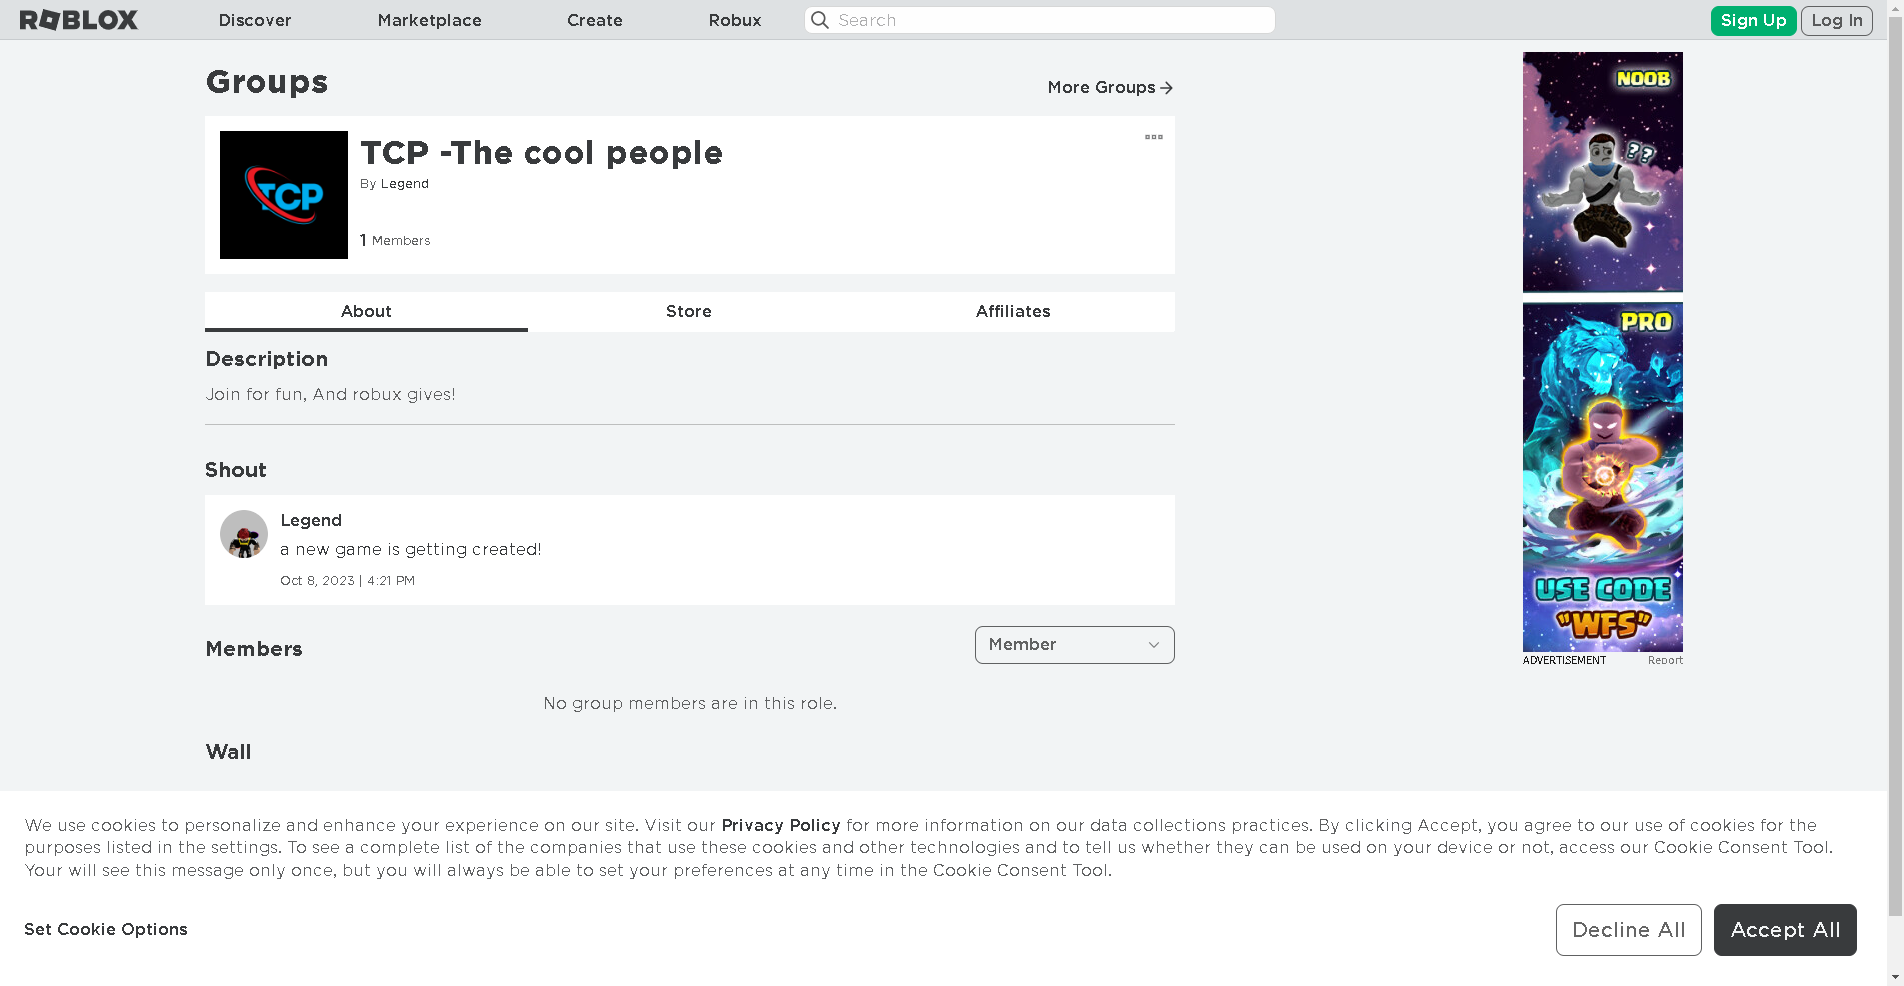 ROBLOX Discover Marketplace Create Robux Search Sign Up Log In
Groups
More Groups
TCP
TCP -The cool people
By Legend
1 Members
About Store Affiliates
Description
Join for fun, And robux gives!
Shout
Legend
a new game is getting created!
Oct 8, 2023 | 4:21 PM
Members
Member
No group members are in this role.
Wall
NOOB
??
PRO
USE CODE
"WFS"
ADVERTISEMENT Report
We use cookies to personalize and enhance your experience on our site. Visit our Privacy Policy for more information on our data collections practices. By clicking Accept, you agree to our use of cookies for the
purposes listed in the settings. To see a complete list of the companies that use these cookies and other technologies and to tell us whether they can be used on your device or not, access our Cookie Consent Tool.
Your will see this message only once, but you will always be able to set your preferences at any time in the Cookie Consent Tool.
Set Cookie Options
Decline All
Accept All